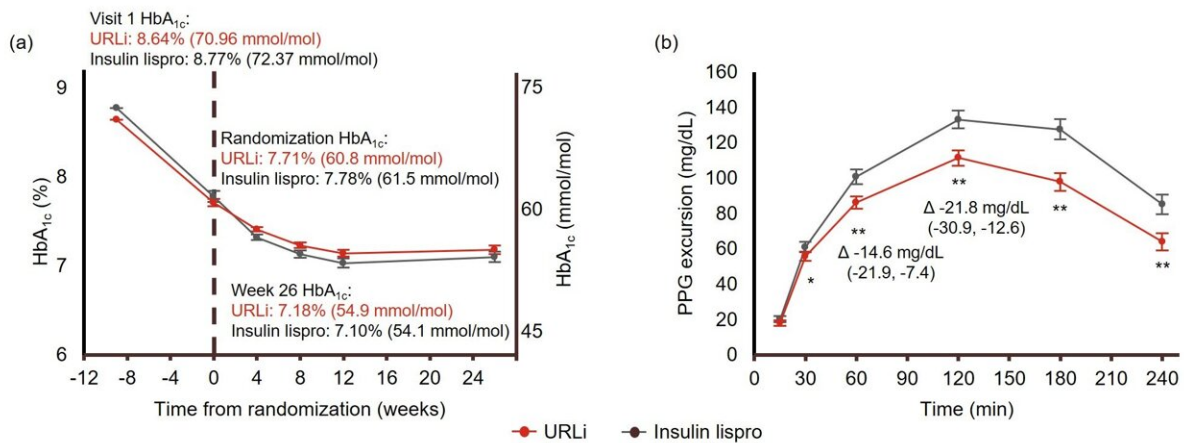 (a)
Visit 1 HbA1c:
URLi: 8.64% (70.96 mmol/mol)
Insulin lispro: 8.77% (72.37 mmol/mol)
9
8
7
6
HbA1c (%)
Randomization HbA1c:
URLi: 7.71% (60.8 mmol/mol)
Insulin lispro: 7.78% (61.5 mmol/mol)
Week 26 HbA1c:
URLi: 7.18% (54.9 mmol/mol)
Insulin lispro: 7.10% (54.1 mmol/mol)
75
60
45
HbA1c (mmol/mol)
-12 -8 -4 0 4 8 12 16 20 24
Time from randomization (weeks)
(b)
160
140
120
100
80
60
40
20
0
PPG excursion (mg/dL)
*
**
Δ -14.6 mg/dL
(-21.9, -7.4)
**
Δ -21.8 mg/dL
(-30.9, -12.6)
**
**
0 30 60 90 120 150 180 210 240
Time (min)
URLi Insulin lispro